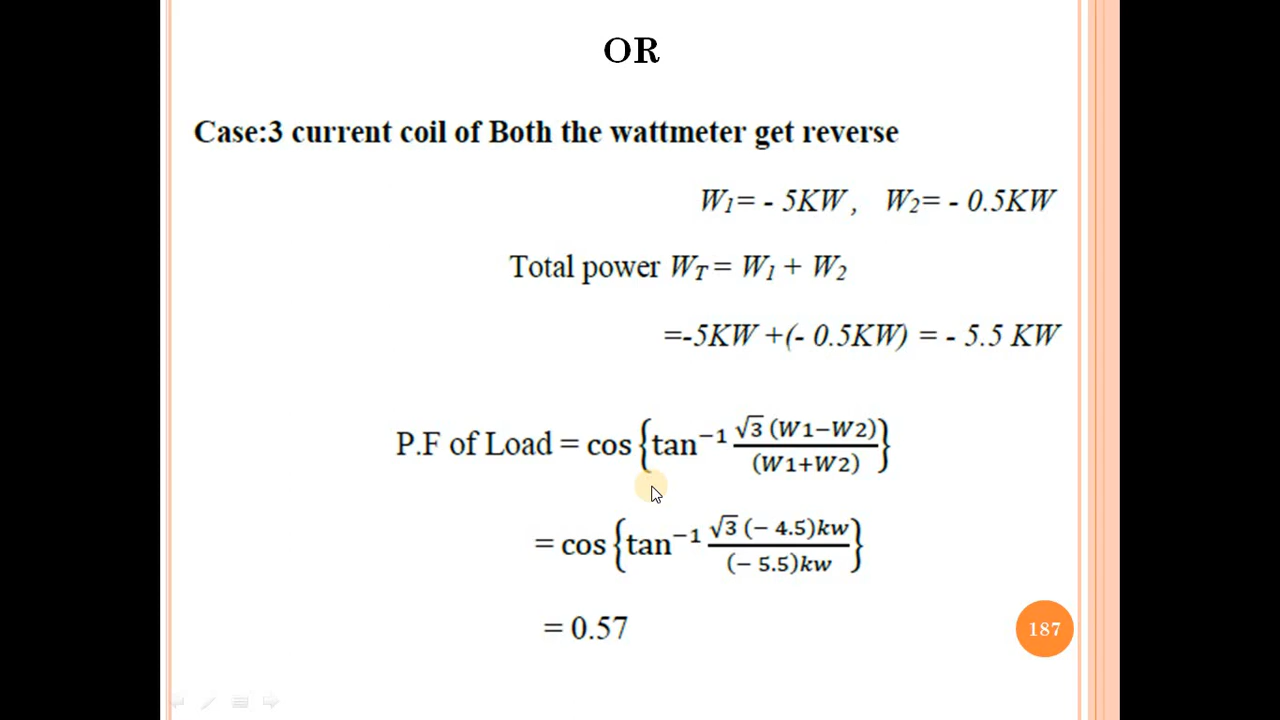 OR
Case:3 current coil of Both the wattmeter get reverse
W₁= - 5KW, W₂= - 0.5KW
Total power W_T = W₁ + W₂
=-5KW +(- 0.5KW) = - 5.5 KW
P.F of Load = cos {tan⁻¹ √3 (W1−W2) / (W1+W2)}
= cos {tan⁻¹ √3 (− 4.5)kw / (− 5.5)kw}
= 0.57
187